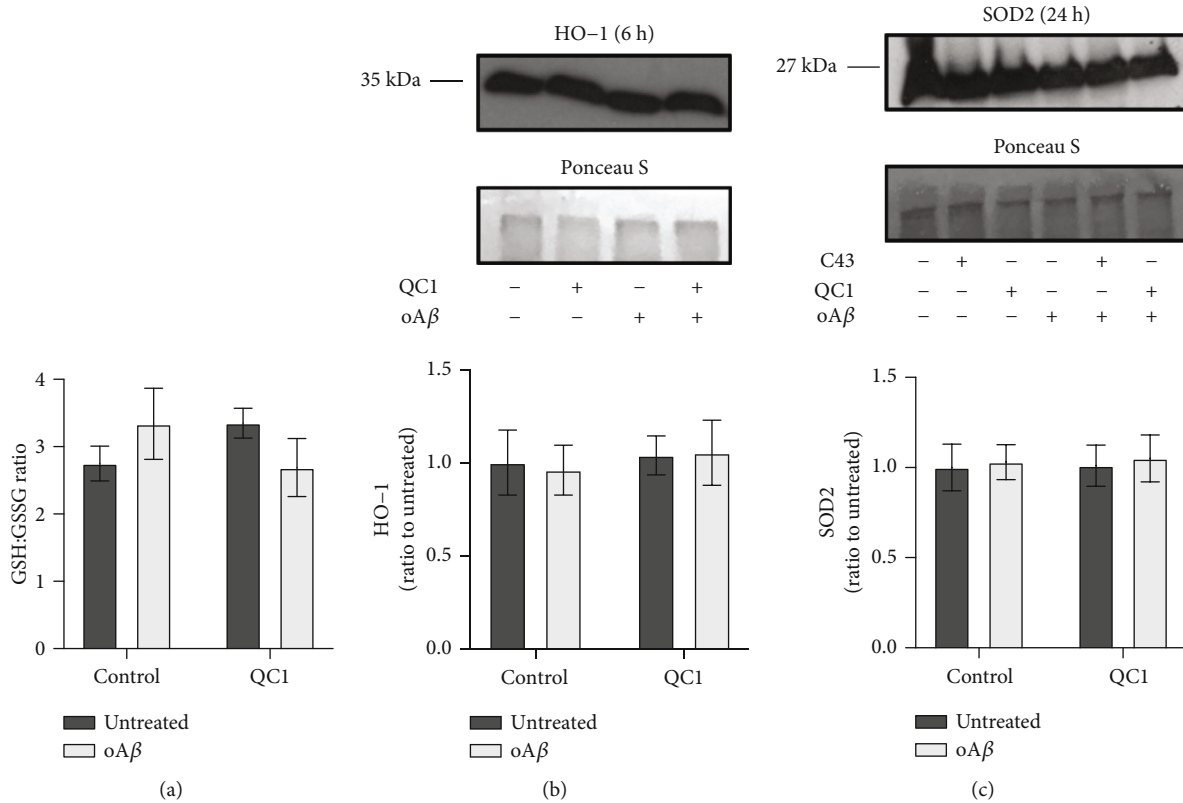 HO–1 (6 h)
35 kDa
Ponceau S
QC1 – + – +
oAβ – – + +
SOD2 (24 h)
27 kDa
Ponceau S
C43 – + – – + –
QC1 – – + – – +
oAβ – – – + + +
GSH:GSSG ratio
4
3
2
1
0
Control QC1
Untreated
oAβ
(a)
HO–1
(ratio to untreated)
1.5
1.0
0.5
0.0
Control QC1
Untreated
oAβ
(b)
SOD2
(ratio to untreated)
1.5
1.0
0.5
0.0
Control QC1
Untreated
oAβ
(c)